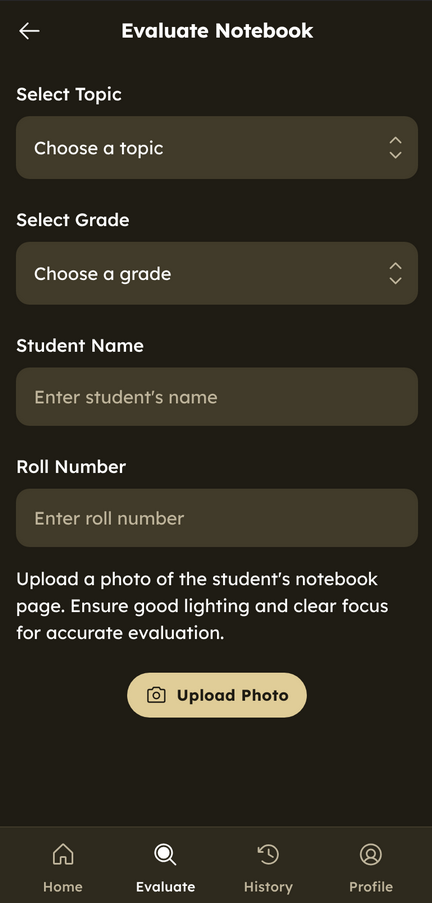 Evaluate Notebook
Select Topic
Choose a topic
Select Grade
Choose a grade
Student Name
Enter student's name
Roll Number
Enter roll number
Upload a photo of the student's notebook
page. Ensure good lighting and clear focus
for accurate evaluation.
Upload Photo
Home
Evaluate
History
Profile